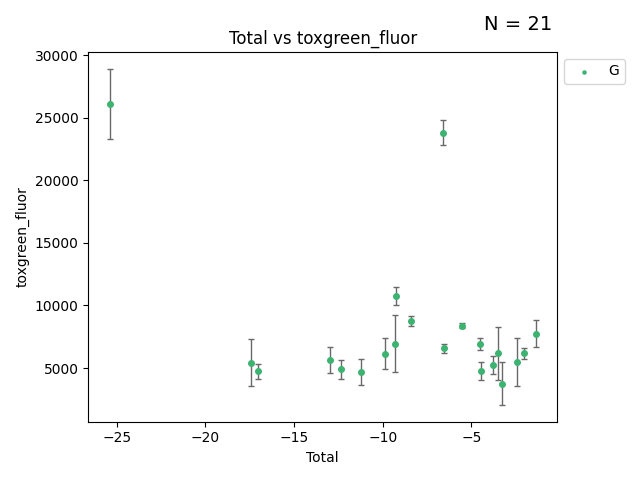 N = 21
Total vs toxgreen_fluor
G
30000
25000
20000
15000
10000
5000
toxgreen_fluor
−25
−20
−15
−10
−5
Total